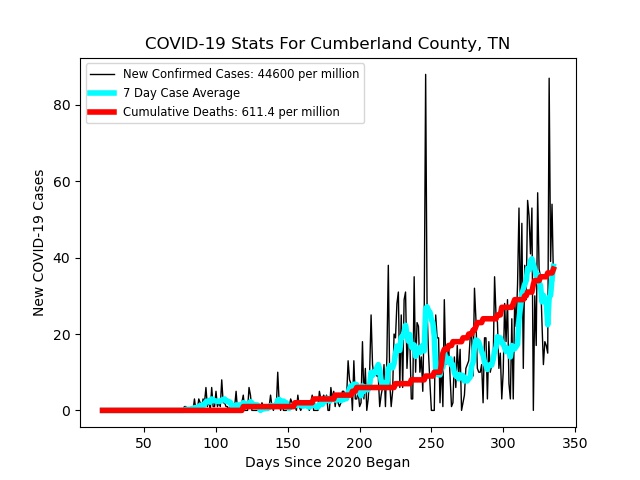 COVID-19 Stats For Cumberland County, TN
New Confirmed Cases: 44600 per million
7 Day Case Average
Cumulative Deaths: 611.4 per million
New COVID-19 Cases
80
60
40
20
0
50 100 150 200 250 300 350
Days Since 2020 Began